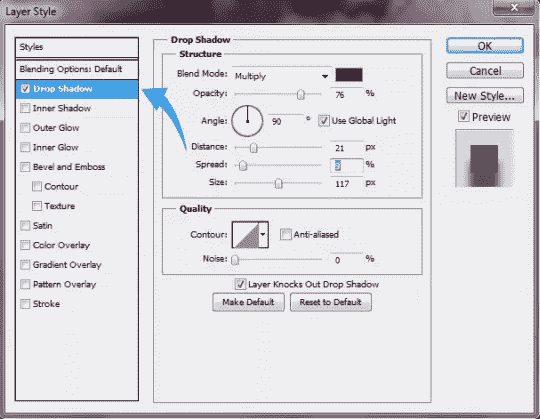 Layer Style
Styles
Blending Options: Default
Drop Shadow
Inner Shadow
Outer Glow
Inner Glow
Bevel and Emboss
Contour
Texture
Satin
Color Overlay
Gradient Overlay
Pattern Overlay
Stroke
Drop Shadow
Structure
Blend Mode: Multiply
Opacity: 76 %
Angle: 90 ° Use Global Light
Distance: 21 px
Spread: %
Size: 117 px
Quality
Contour: Anti-aliased
Noise: 0 %
Layer Knocks Out Drop Shadow
Make Default Reset to Default
OK
Cancel
New Style...
Preview